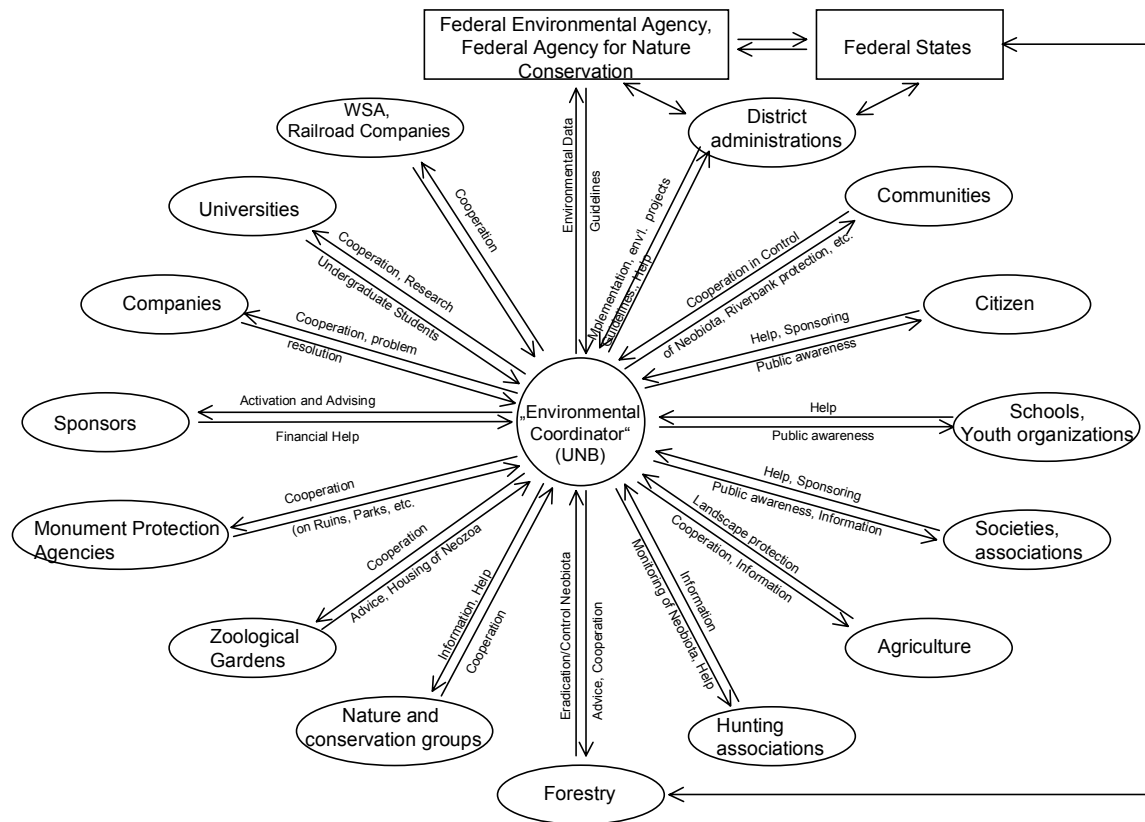 Federal Environmental Agency,
Federal Agency for Nature
Conservation
Federal States
WSA,
Railroad Companies
District
administrations
Universities
Communities
Companies
Citizen
Sponsors
Schools,
Youth organizations
Monument Protection
Agencies
Societies,
associations
Zoological
Gardens
Agriculture
Nature and
conservation groups
Hunting
associations
Forestry
„Environmental
Coordinator“
(UNB)
Cooperation
Environmental Data
Guidelines
Mplementation, env'l. projects
Guidelines,, Help
Cooperation in Control
of Neobiota, Riverbank protection, etc.
Cooperation, Research
Undergraduate Students
Help, Sponsoring
Public awareness
Cooperation, problem
resolution
Activation and Advising
Financial Help
Help
Public awareness
Cooperation
(on Ruins, Parks, etc.
Help, Sponsoring
Public awareness, Information
Cooperation
Advice, Housing of Neozoa
Landscape protection
Cooperation, Information
Information, Help
Cooperation
Eradication/Control Neobiota
Advice, Cooperation
Information
Monitoring of Neobiota, Help